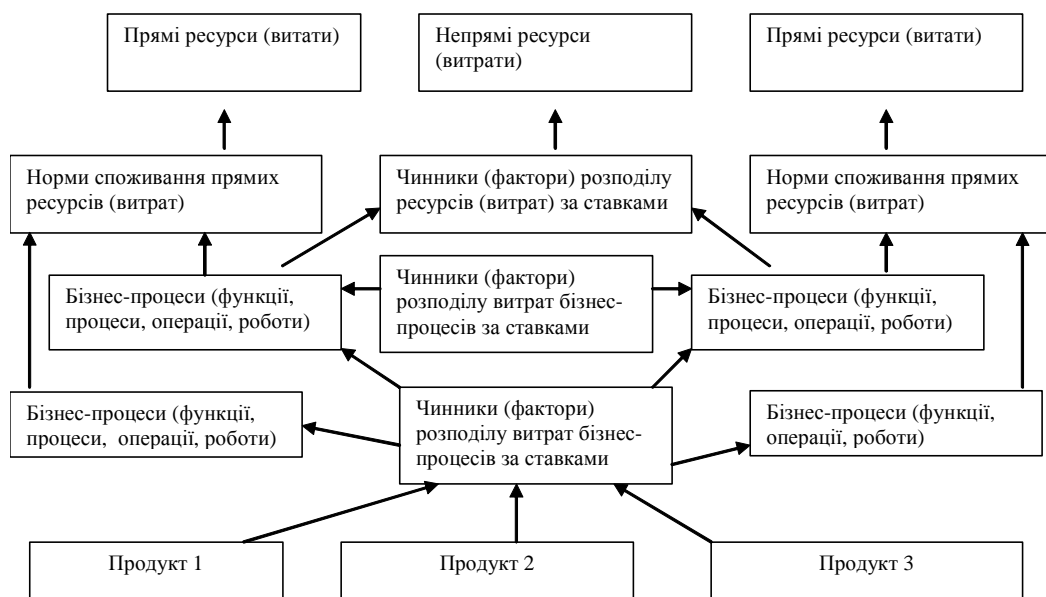 Прямі ресурси (витати)
Непрямі ресурси
(витрати)
Прямі ресурси (витати)
Норми споживання прямих
ресурсів (витрат)
Чинники (фактори) розподілу
ресурсів (витрат) за ставками
Норми споживання прямих
ресурсів (витрат)
Бізнес-процеси (функції,
процеси, операції, роботи)
Чинники (фактори)
розподілу витрат бізнес-
процесів за ставками
Бізнес-процеси (функції,
процеси, операції, роботи)
Бізнес-процеси (функції,
процеси, операції, роботи)
Чинники (фактори)
розподілу витрат бізнес-
процесів за ставками
Бізнес-процеси (функції,
операції, роботи)
Продукт 1
Продукт 2
Продукт 3